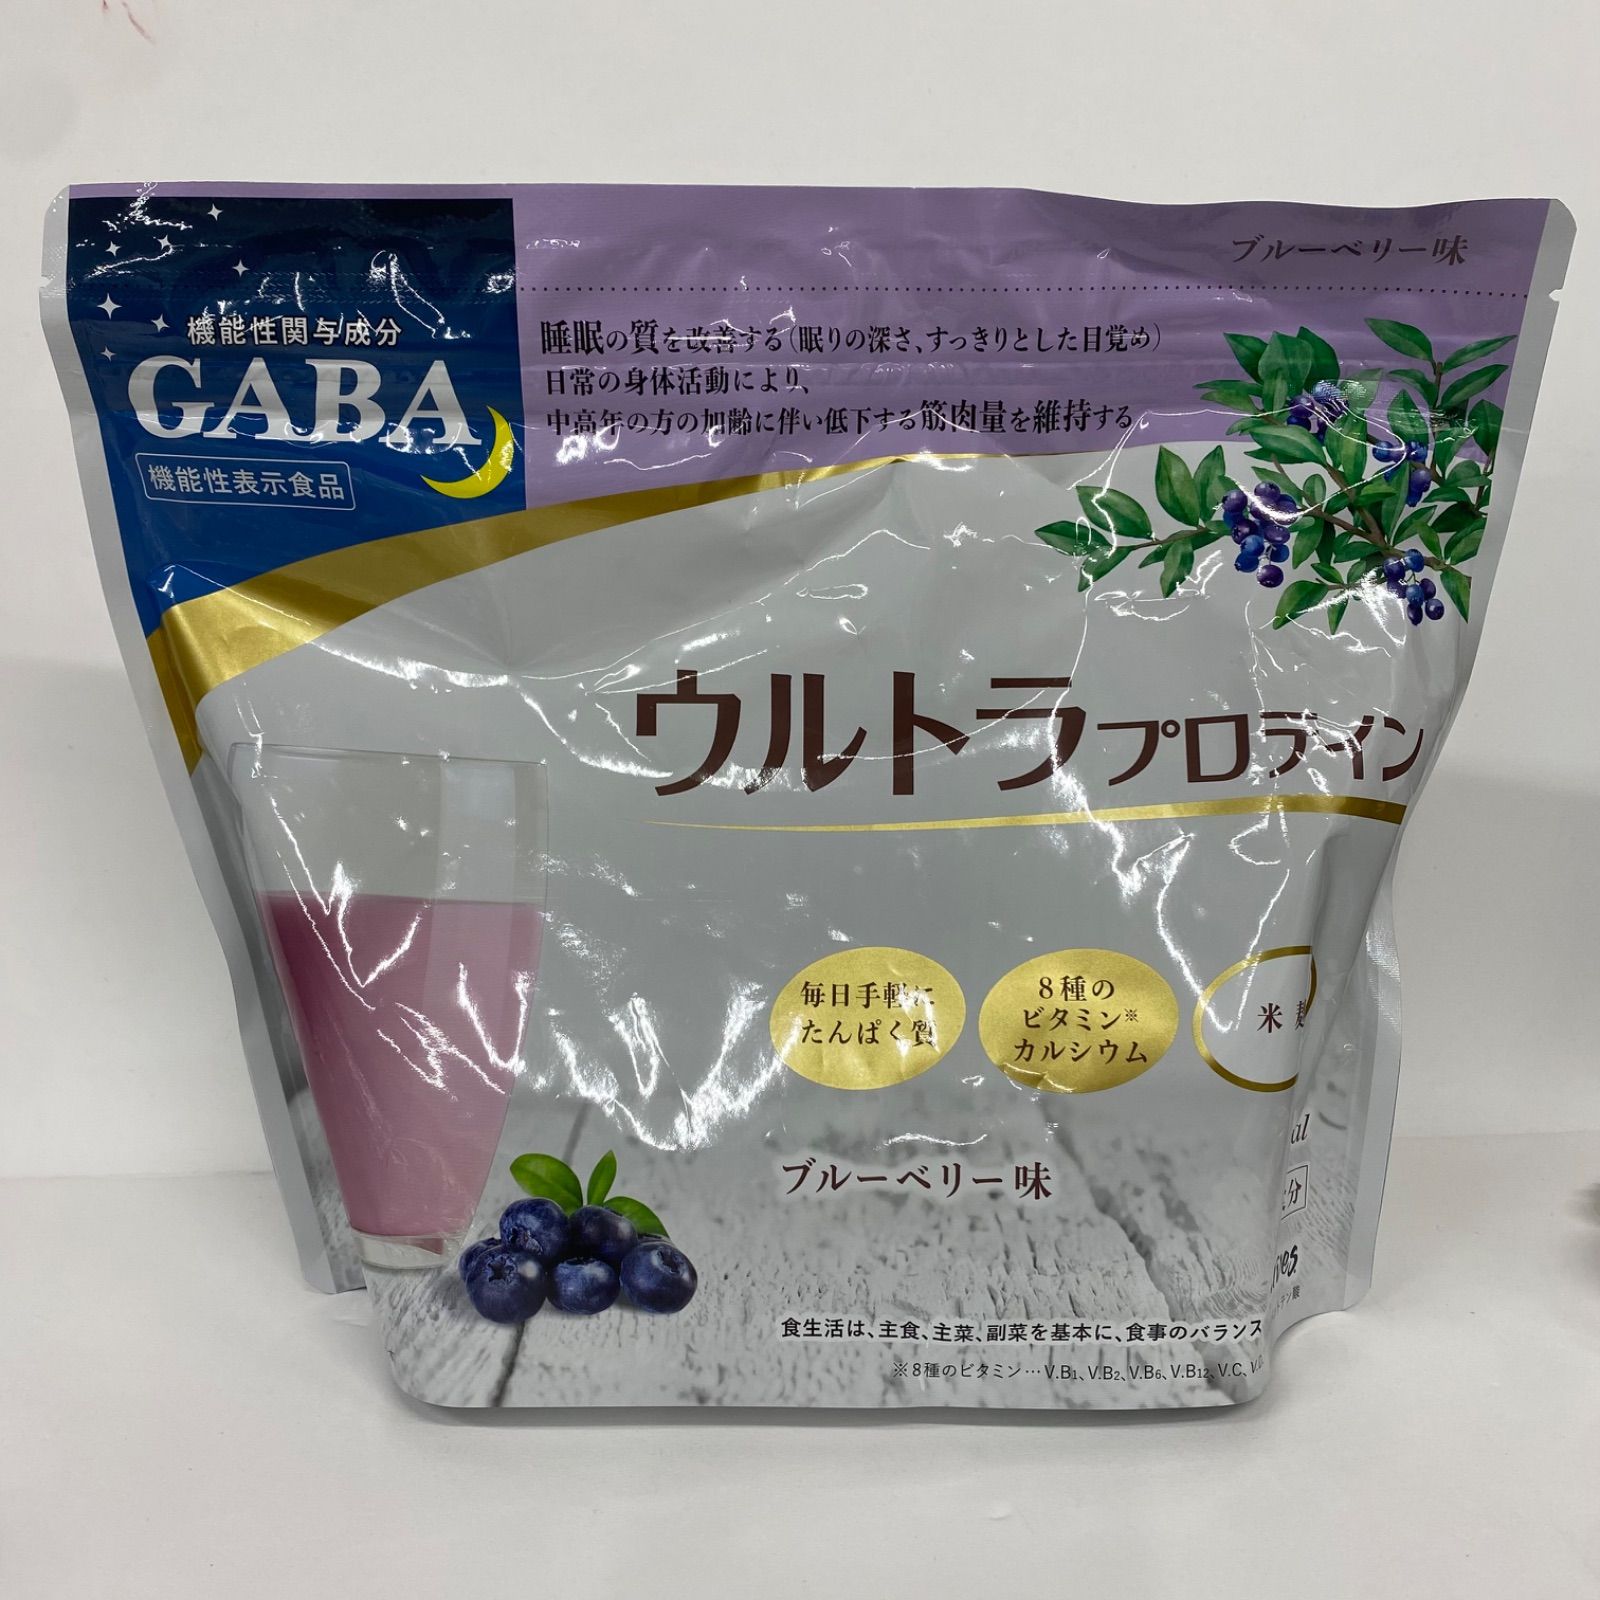 ブルーベリー味
機能性関与成分
GABA
機能性表示食品
睡眠の質を改善する(眠りの深さ、すっきりとした目覚め)
日常の身体活動により、
中高年の方の加齢に伴い低下する筋肉量を維持する
ウルトラプロテイン
毎日手軽に
たんぱく質
8種の
ビタミン※
カルシウム
米
ブルーベリー味
分
食生活は、主食、主菜、副菜を基本に、食事のバランス
※8種のビタミン…V.B1、V.B2、V.B6、V.B12、V.C、